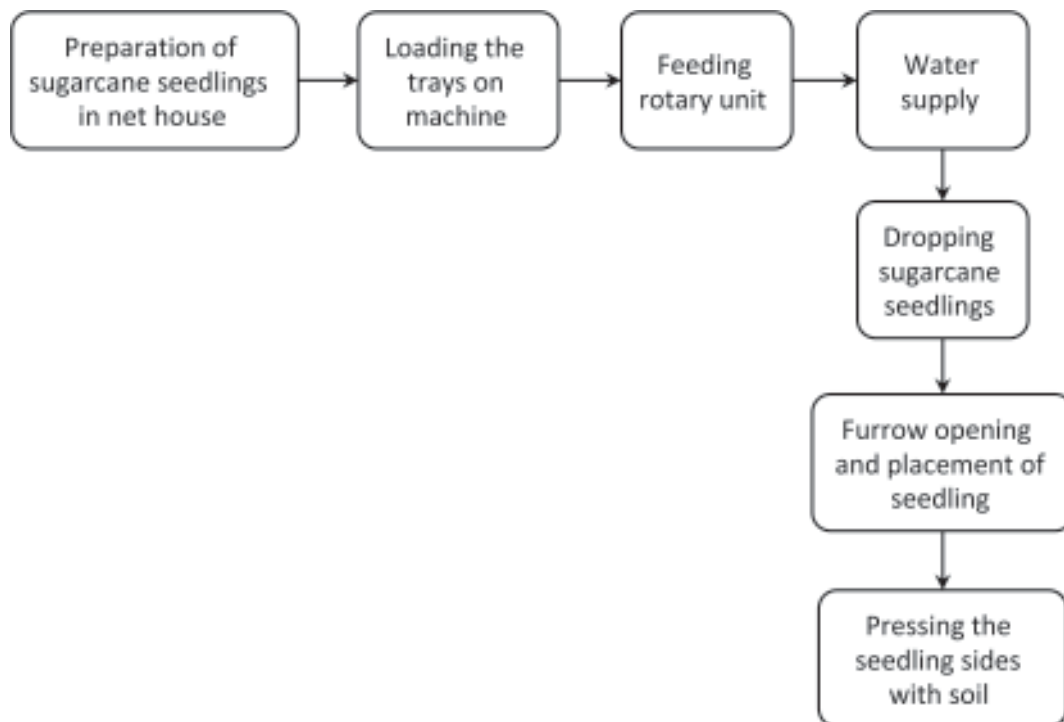 Preparation of
sugarcane seedlings
in net house
Loading the
trays on
machine
Feeding
rotary unit
Water
supply
Dropping
sugarcane
seedlings
Furrow opening
and placement of
seedling
Pressing the
seedling sides
with soil